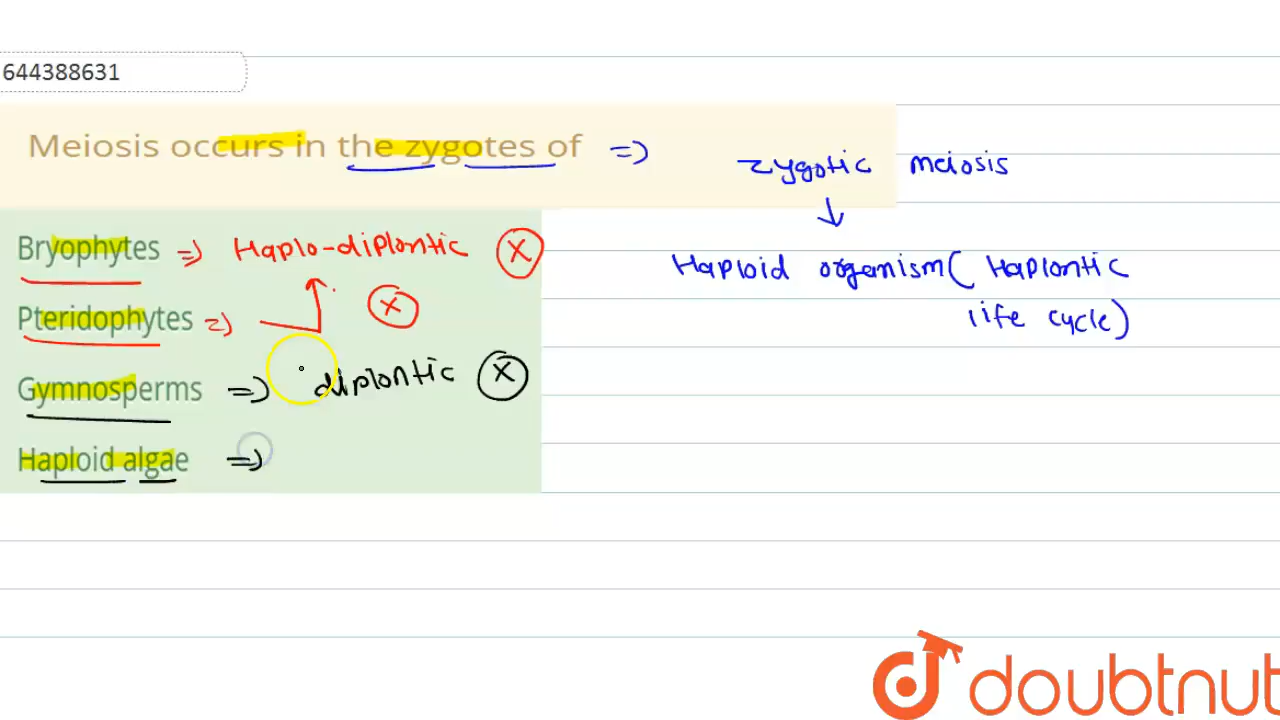 644388631
Meiosis occurs in the zygotes of => zygotic meiosis
Haploid orgenism ( Haplontic
life cycle)
Bryophytes => Haplo-diplontic X
Pteridophytes => X
Gymnosperms => diplontic X
Haploid algae =>
doubtnut